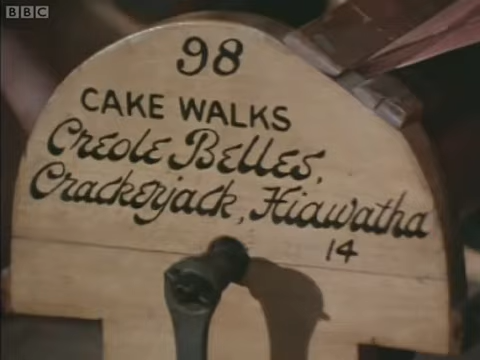 BBC
98
CAKE WALKS
Creole Belles,
Crackerjack, Hiawatha
14